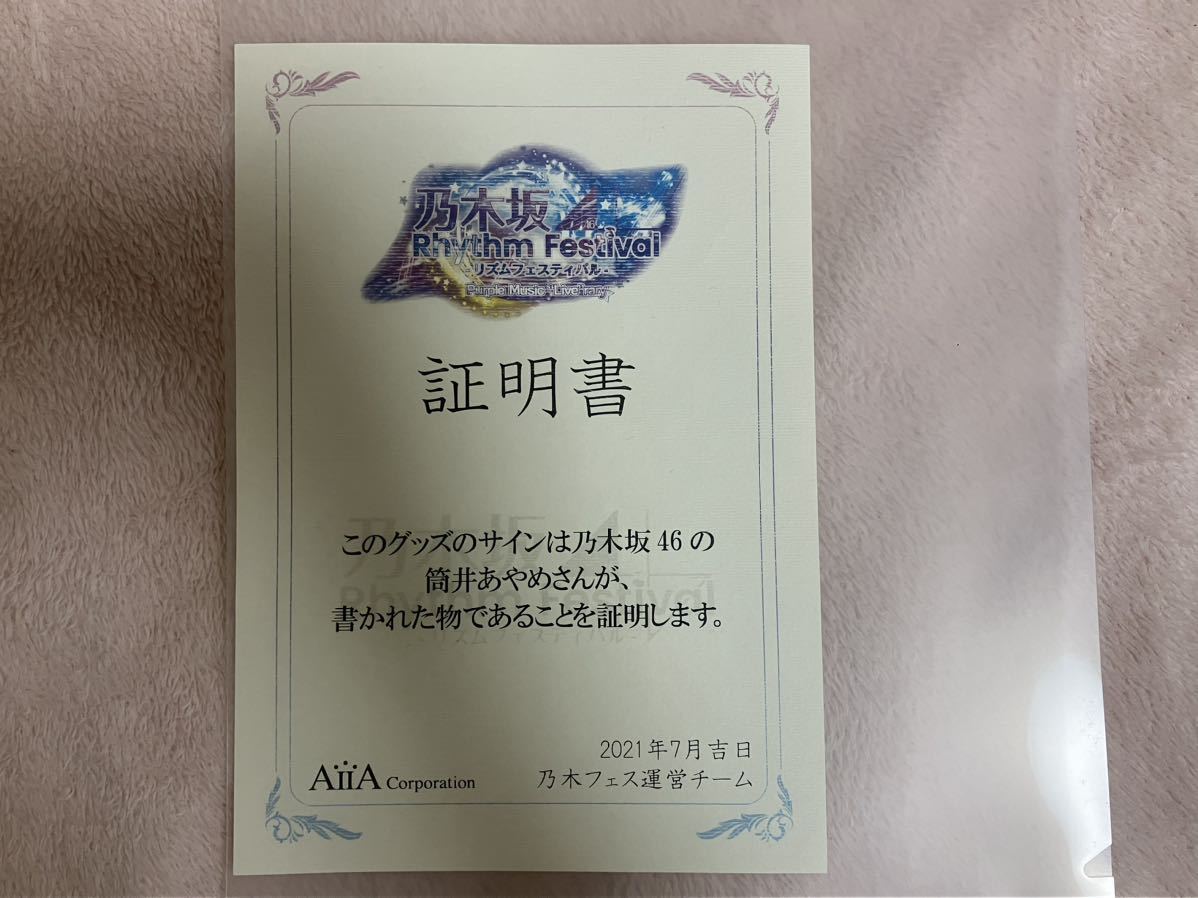 乃木坂46
Rhythm Festival
-リズムフェスティバル-
Purple Music "Live"rary
証明書
このグッズのサインは乃木坂46の
筒井あやめさんが、
書かれた物であることを証明します。
2021年7月吉日
AiiA Corporation
乃木フェス運営チーム